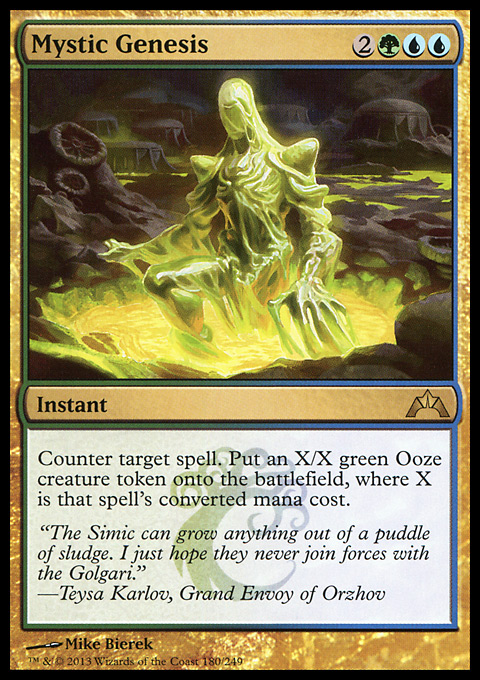 Mystic Genesis 2
Instant
Counter target spell. Put an X/X green Ooze
creature token onto the battlefield, where X
is that spell's converted mana cost.
“The Simic can grow anything out of a puddle
of sludge. I just hope they never join forces with
the Golgari.”
—Teysa Karlov, Grand Envoy of Orzhov
Mike Bierek
™ & © 2013 Wizards of the Coast 180/249